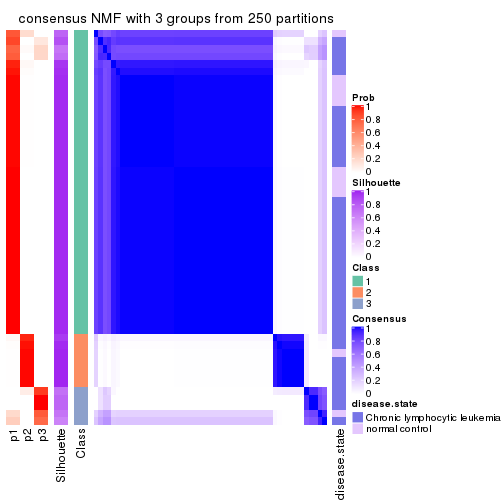 consensus NMF with 3 groups from 250 partitions
Prob
1
0.8
0.6
0.4
0.2
0
Silhouette
1
0.8
0.6
0.4
0.2
0
Class
1
2
3
Consensus
1
0.8
0.6
0.4
0.2
0
disease.state
Chronic lymphocytic leukemia
normal control
p1
p2
p3
Silhouette
Class
disease.state